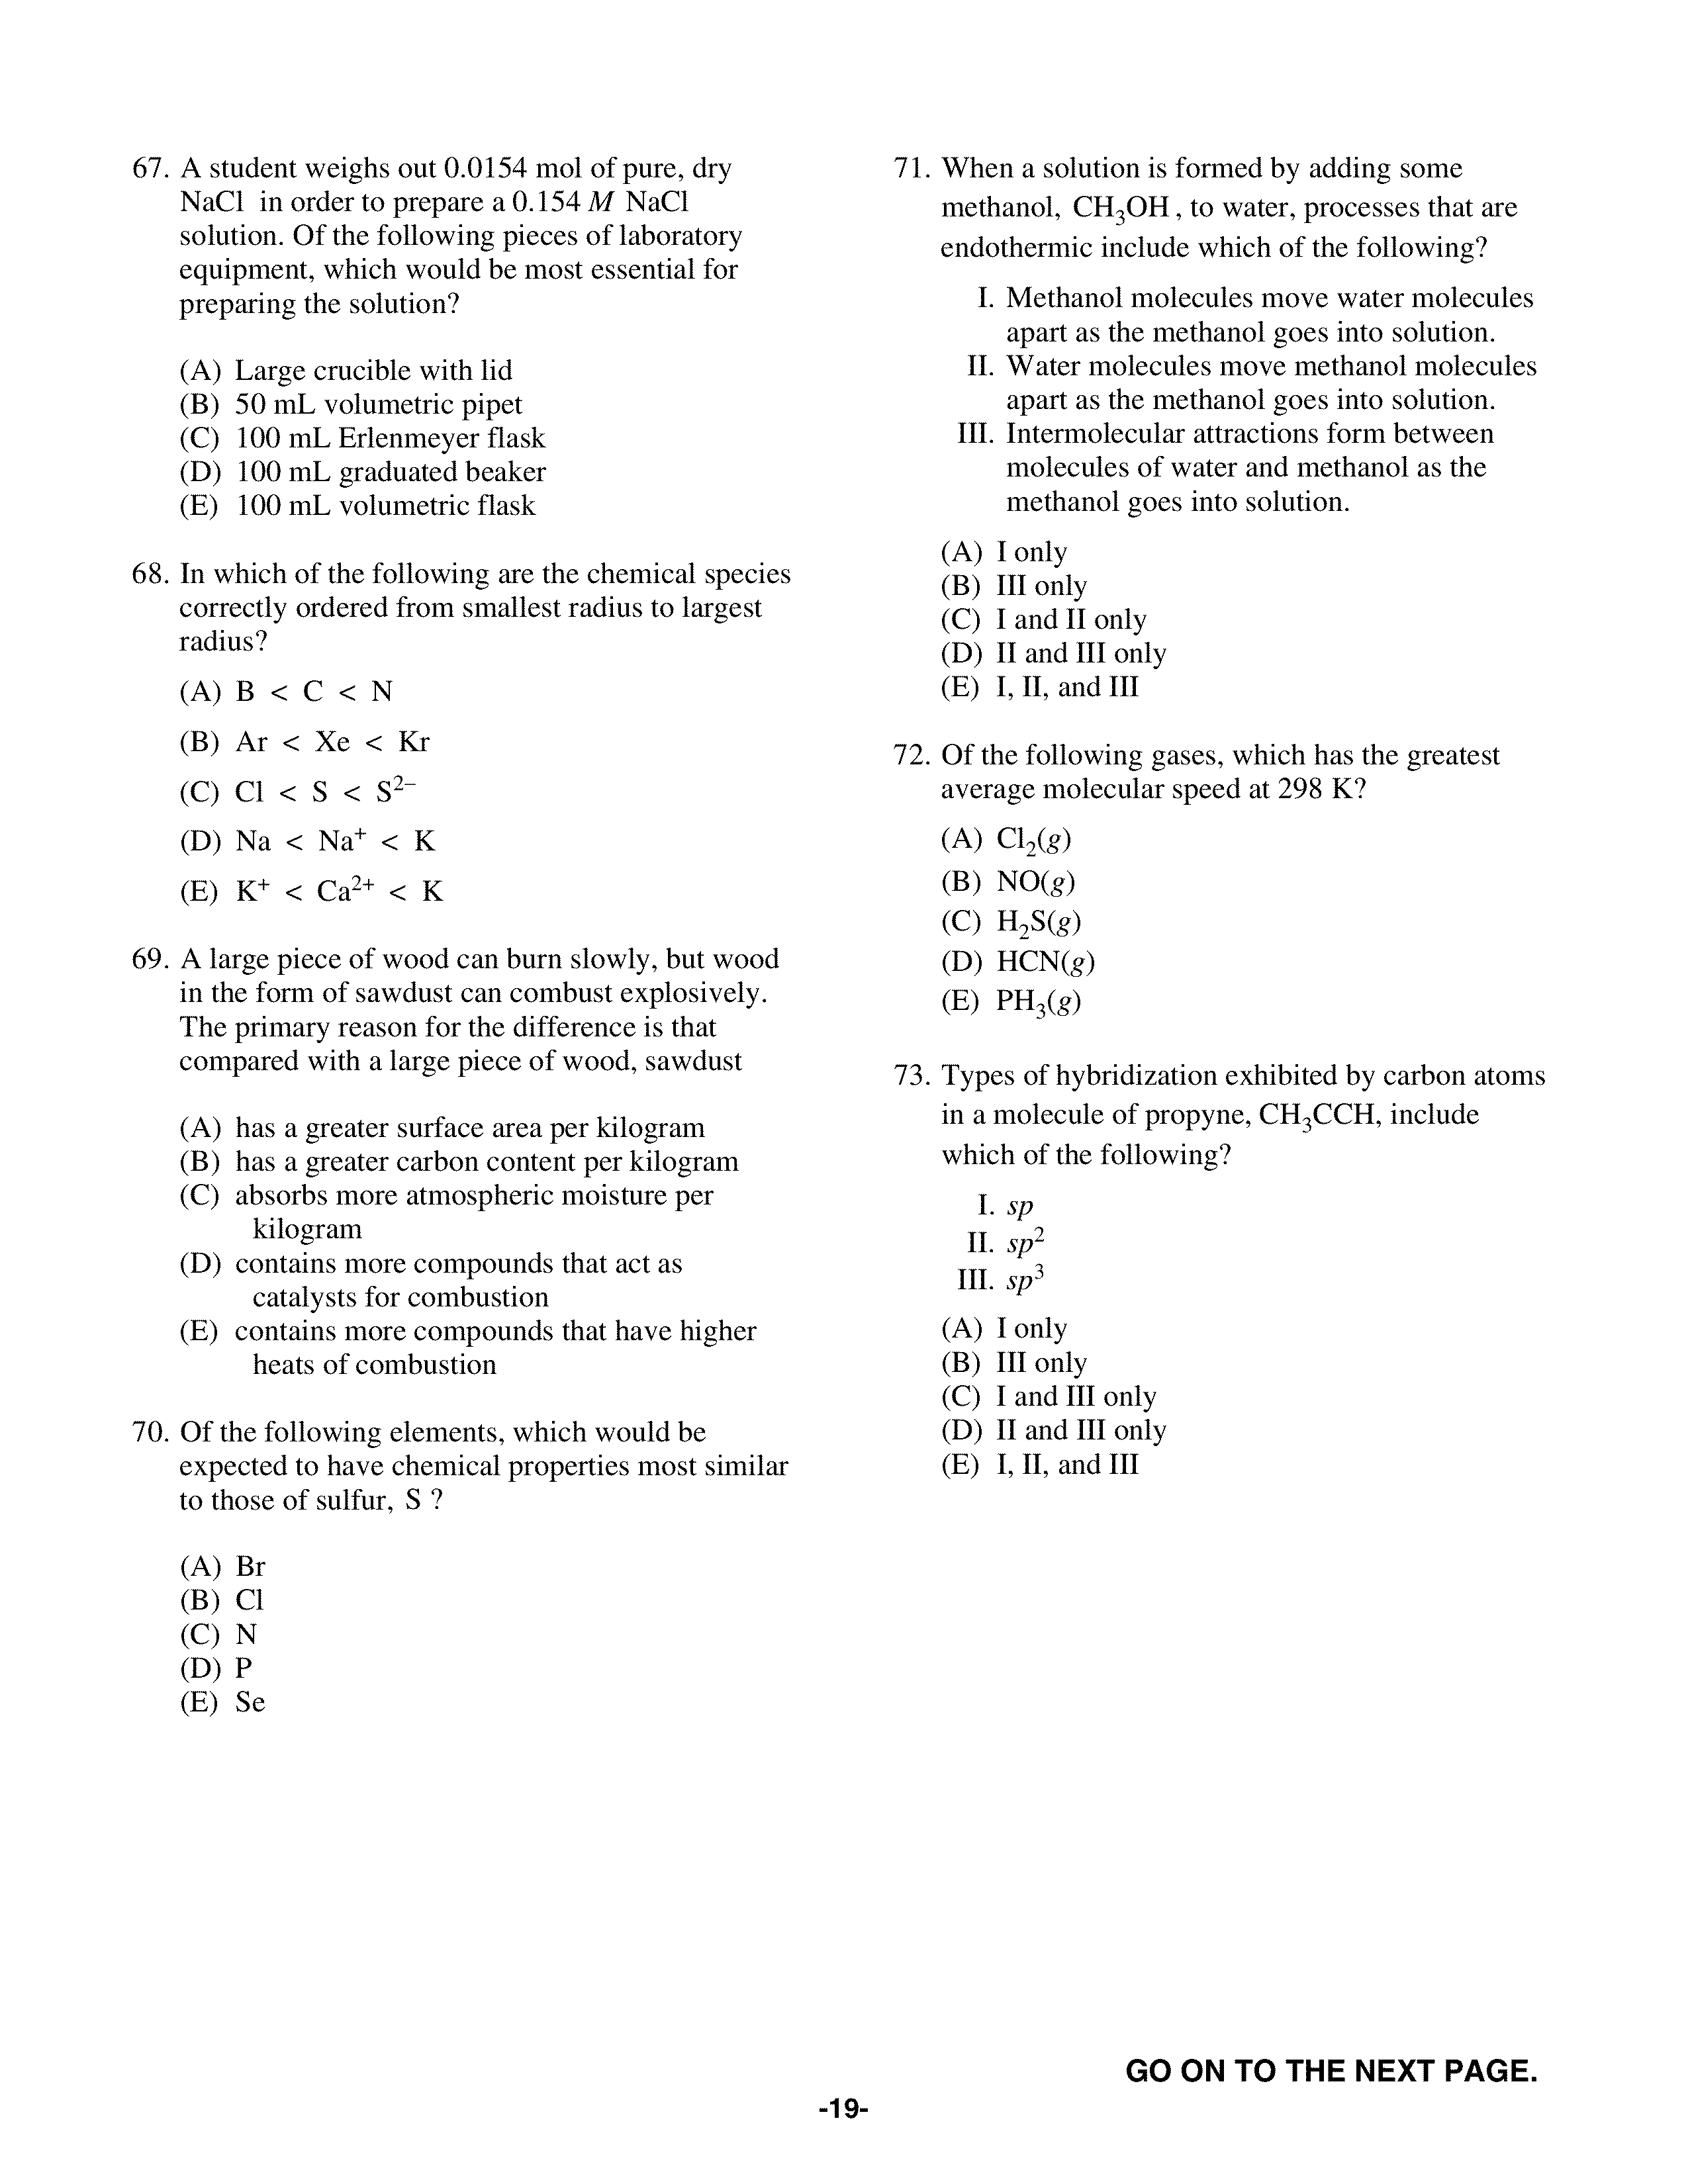 67. A student weighs out 0.0154 mol of pure, dry
NaCl in order to prepare a 0.154 M NaCl
solution. Of the following pieces of laboratory
equipment, which would be most essential for
preparing the solution?
(A) Large crucible with lid
(B) 50 mL volumetric pipet
(C) 100 mL Erlenmeyer flask
(D) 100 mL graduated beaker
(E) 100 mL volumetric flask
68. In which of the following are the chemical species
correctly ordered from smallest radius to largest
radius?
(A) B < C < N
(B) Ar < Xe < Kr
(C) Cl < S < S²⁻
(D) Na < Na⁺ < K
(E) K⁺ < Ca²⁺ < K
69. A large piece of wood can burn slowly, but wood
in the form of sawdust can combust explosively.
The primary reason for the difference is that
compared with a large piece of wood, sawdust
(A) has a greater surface area per kilogram
(B) has a greater carbon content per kilogram
(C) absorbs more atmospheric moisture per
kilogram
(D) contains more compounds that act as
catalysts for combustion
(E) contains more compounds that have higher
heats of combustion
70. Of the following elements, which would be
expected to have chemical properties most similar
to those of sulfur, S ?
(A) Br
(B) Cl
(C) N
(D) P
(E) Se
71. When a solution is formed by adding some
methanol, CH₃OH , to water, processes that are
endothermic include which of the following?
I. Methanol molecules move water molecules
apart as the methanol goes into solution.
II. Water molecules move methanol molecules
apart as the methanol goes into solution.
III. Intermolecular attractions form between
molecules of water and methanol as the
methanol goes into solution.
(A) I only
(B) III only
(C) I and II only
(D) II and III only
(E) I, II, and III
72. Of the following gases, which has the greatest
average molecular speed at 298 K?
(A) Cl₂(g)
(B) NO(g)
(C) H₂S(g)
(D) HCN(g)
(E) PH₃(g)
73. Types of hybridization exhibited by carbon atoms
in a molecule of propyne, CH₃CCH, include
which of the following?
I. sp
II. sp²
III. sp³
(A) I only
(B) III only
(C) I and III only
(D) II and III only
(E) I, II, and III
GO ON TO THE NEXT PAGE.
-19-